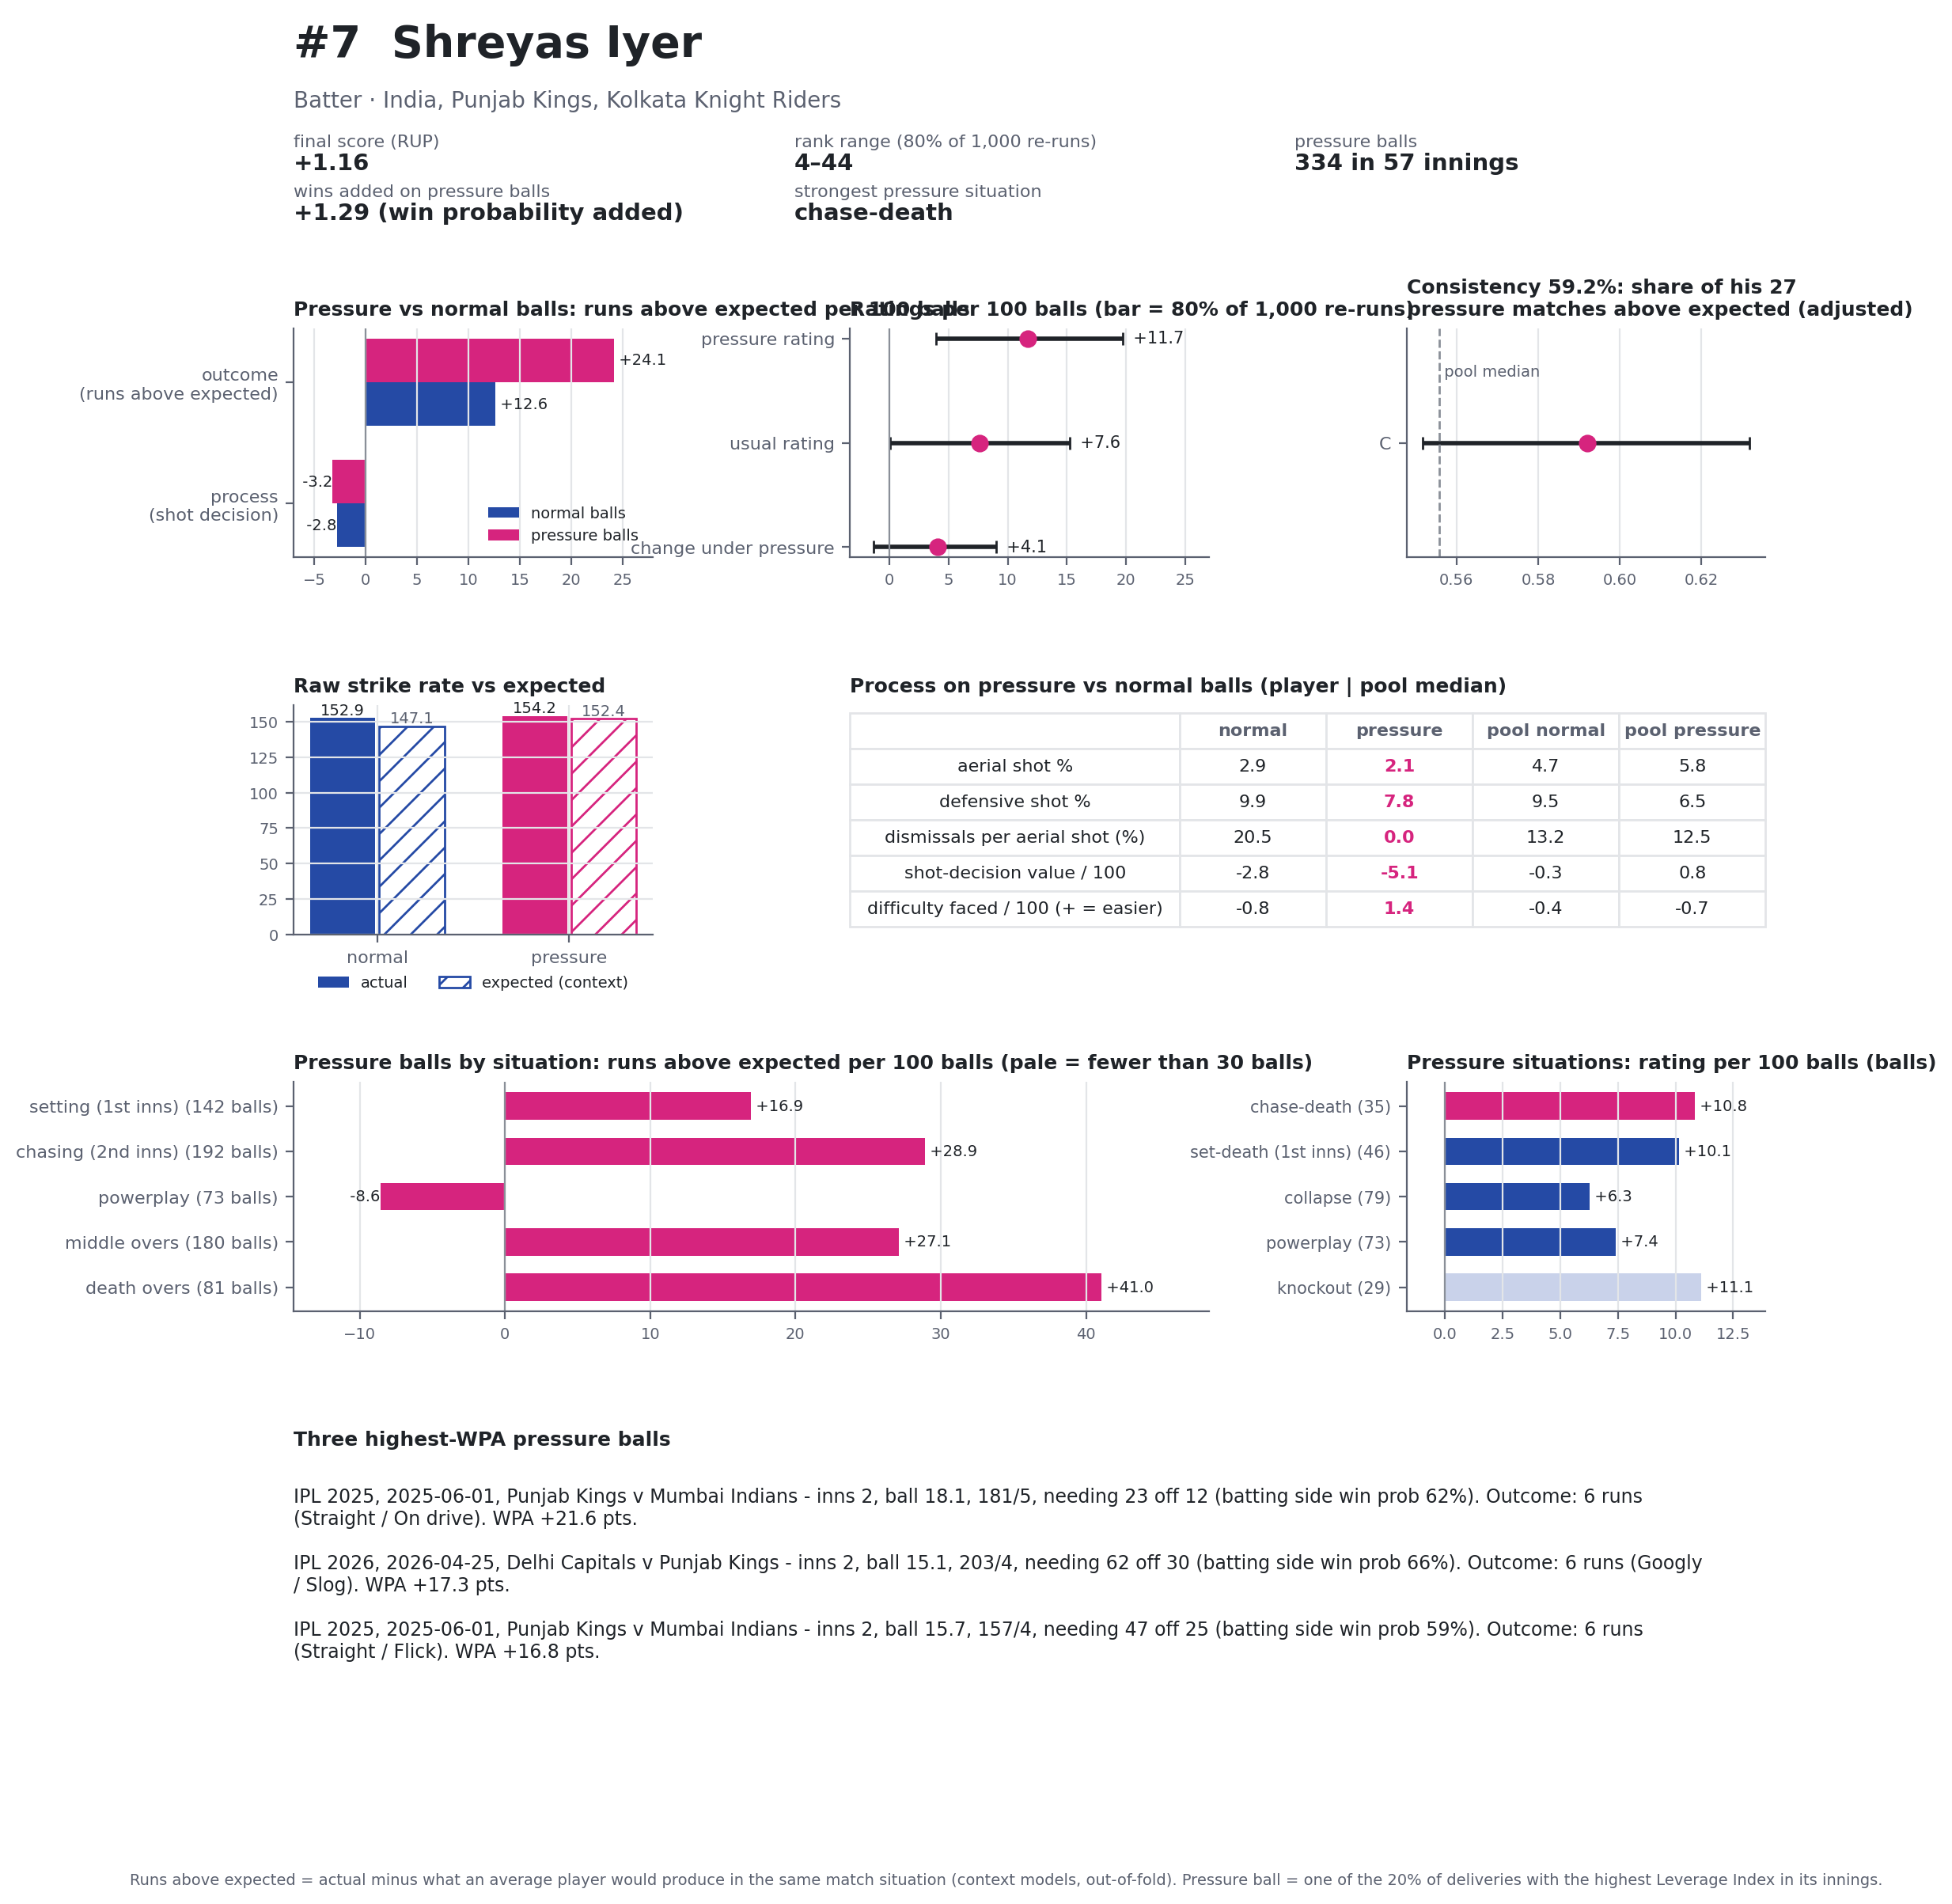 #7  Shreyas Iyer
Batter · India, Punjab Kings, Kolkata Knight Riders
final score (RUP)
+1.16
rank range (80% of 1,000 re-runs)
4–44
pressure balls
334 in 57 innings
wins added on pressure balls
+1.29 (win probability added)
strongest pressure situation
chase-death
Pressure vs normal balls: runs above expected per 100 balls
outcome
(runs above expected)
process
(shot decision)
+24.1
+12.6
-3.2
-2.8
normal balls
pressure balls
−5 0 5 10 15 20 25
Ratings per 100 balls (bar = 80% of 1,000 re-runs)
pressure rating
+11.7
usual rating
+7.6
change under pressure
+4.1
0 5 10 15 20 25
Consistency 59.2%: share of his 27
pressure matches above expected (adjusted)
pool median
C
0.56 0.58 0.60 0.62
Raw strike rate vs expected
152.9
147.1
154.2
152.4
150
125
100
75
50
25
0
normal
pressure
actual
expected (context)
Process on pressure vs normal balls (player | pool median)
normal pressure pool normal pool pressure
aerial shot % 2.9 2.1 4.7 5.8
defensive shot % 9.9 7.8 9.5 6.5
dismissals per aerial shot (%) 20.5 0.0 13.2 12.5
shot-decision value / 100 -2.8 -5.1 -0.3 0.8
difficulty faced / 100 (+ = easier) -0.8 1.4 -0.4 -0.7
Pressure balls by situation: runs above expected per 100 balls (pale = fewer than 30 balls)
setting (1st inns) (142 balls) +16.9
chasing (2nd inns) (192 balls) +28.9
powerplay (73 balls) -8.6
middle overs (180 balls) +27.1
death overs (81 balls) +41.0
−10 0 10 20 30 40
Pressure situations: rating per 100 balls (balls)
chase-death (35) +10.8
set-death (1st inns) (46) +10.1
collapse (79) +6.3
powerplay (73) +7.4
knockout (29) +11.1
0.0 2.5 5.0 7.5 10.0 12.5
Three highest-WPA pressure balls
IPL 2025, 2025-06-01, Punjab Kings v Mumbai Indians - inns 2, ball 18.1, 181/5, needing 23 off 12 (batting side win prob 62%). Outcome: 6 runs
(Straight / On drive). WPA +21.6 pts.
IPL 2026, 2026-04-25, Delhi Capitals v Punjab Kings - inns 2, ball 15.1, 203/4, needing 62 off 30 (batting side win prob 66%). Outcome: 6 runs (Googly
/ Slog). WPA +17.3 pts.
IPL 2025, 2025-06-01, Punjab Kings v Mumbai Indians - inns 2, ball 15.7, 157/4, needing 47 off 25 (batting side win prob 59%). Outcome: 6 runs
(Straight / Flick). WPA +16.8 pts.
Runs above expected = actual minus what an average player would produce in the same match situation (context models, out-of-fold). Pressure ball = one of the 20% of deliveries with the highest Leverage Index in its innings.